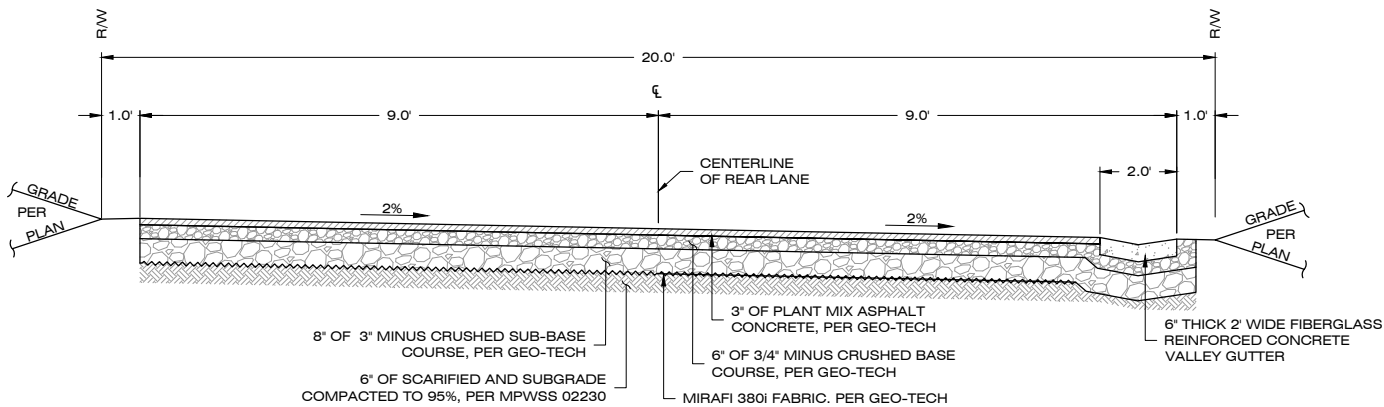 R/W
R/W
20.0'
℄
1.0'
9.0'
9.0'
1.0'
CENTERLINE
OF REAR LANE
2.0'
GRADE
PER
PLAN
2%
2%
GRADE
PER
PLAN
8" OF 3" MINUS CRUSHED SUB-BASE
COURSE, PER GEO-TECH
6" OF SCARIFIED AND SUBGRADE
COMPACTED TO 95%, PER MPWSS 02230
3" OF PLANT MIX ASPHALT
CONCRETE, PER GEO-TECH
6" OF 3/4" MINUS CRUSHED BASE
COURSE, PER GEO-TECH
MIRAFI 380i FABRIC, PER GEO-TECH
6" THICK 2' WIDE FIBERGLASS
REINFORCED CONCRETE
VALLEY GUTTER